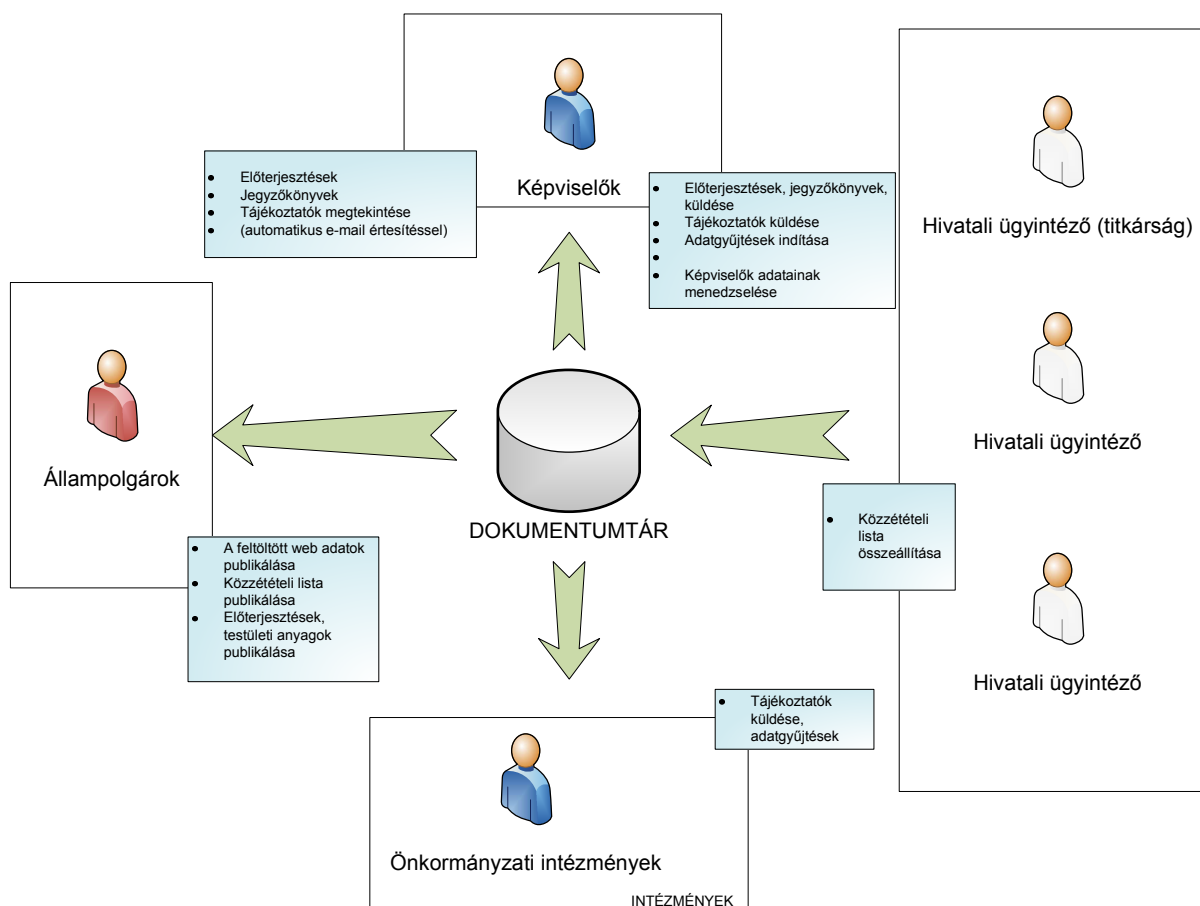 Képviselők
• Előterjesztések
• Jegyzőkönyvek
• Tájékoztatók megtekintése
• (automatikus e-mail értesítéssel)
• Előterjesztések, jegyzőkönyvek,
küldése
• Tájékoztatók küldése
• Adatgyűjtések indítása
•
• Képviselők adatainak
menedzselése
Hivatali ügyintéző (titkárság)
Hivatali ügyintéző
Hivatali ügyintéző
• Közzétételi
lista
összeállítása
Állampolgárok
• A feltöltött web adatok
publikálása
• Közzétételi lista
publikálása
• Előterjesztések,
testületi anyagok
publikálása
DOKUMENTUMTÁR
• Tájékoztatók
küldése,
adatgyűjtések
Önkormányzati intézmények
INTÉZMÉNYEK